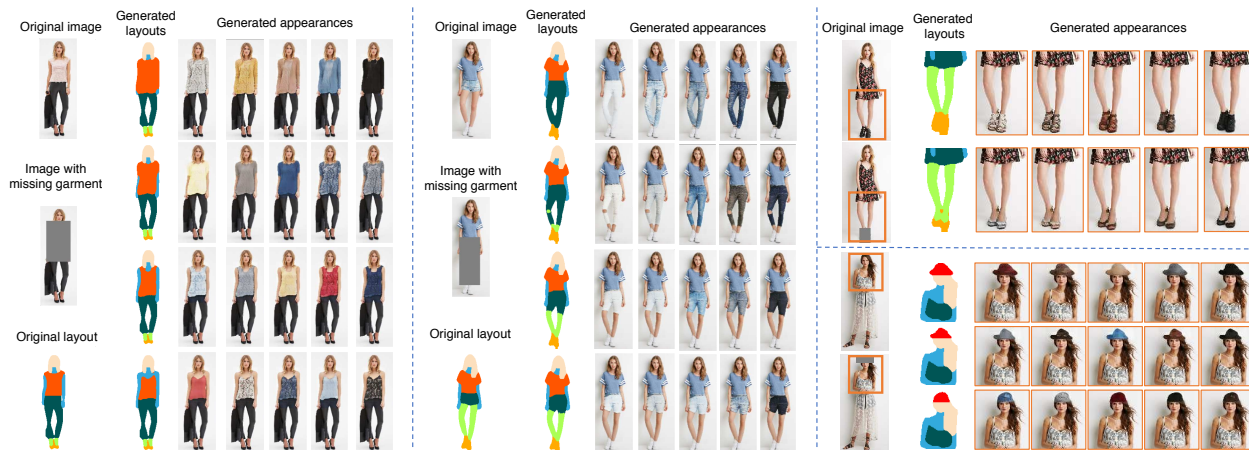 Original image
Generated
layouts
Generated appearances
Image with
missing garment
Original layout
Original image
Generated
layouts
Generated appearances
Image with
missing garment
Original layout
Original image
Generated
layouts
Generated appearances